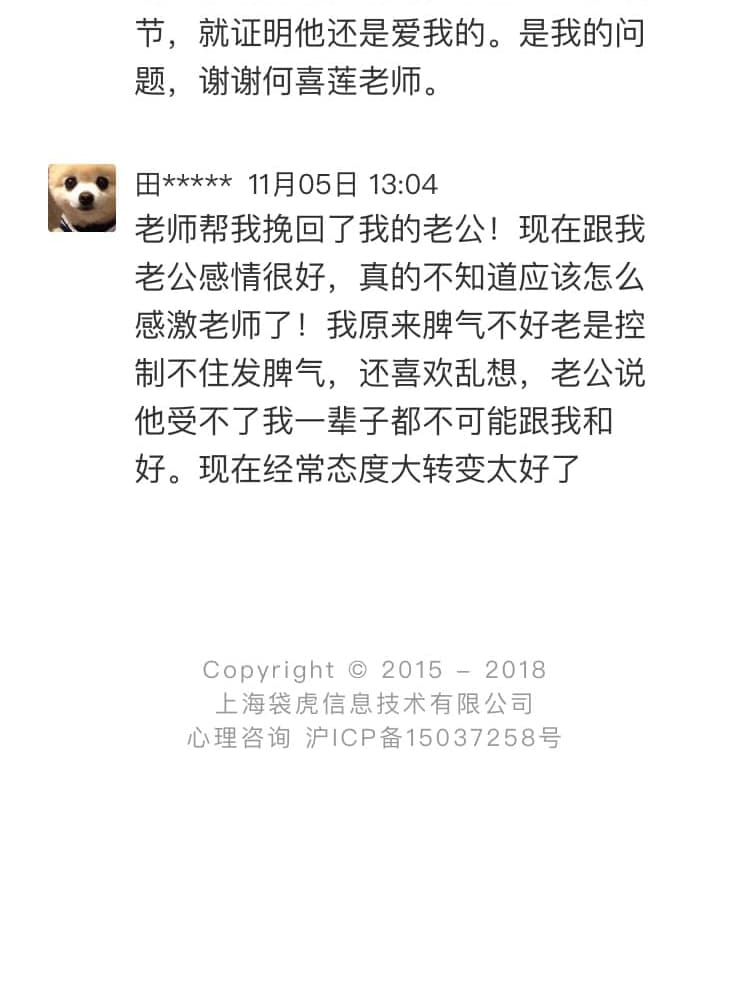 节，就证明他还是爱我的。是我的问
题，谢谢何喜莲老师。
田***** 11月05日 13:04
老师帮我挽回了我的老公！现在跟我
老公感情很好，真的不知道应该怎么
感激老师了！我原来脾气不好老是控
制不住发脾气，还喜欢乱想，老公说
他受不了我一辈子都不可能跟我和
好。现在经常态度大转变太好了
Copyright © 2015 – 2018
上海袋虎信息技术有限公司
心理咨询 沪ICP备15037258号